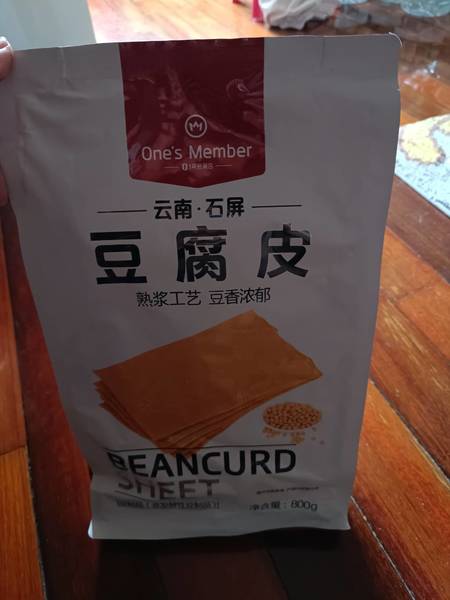 One's Member
云南·石屏
豆腐皮
熟浆工艺 豆香浓郁
BEANCURD
SHEET
净含量：800g